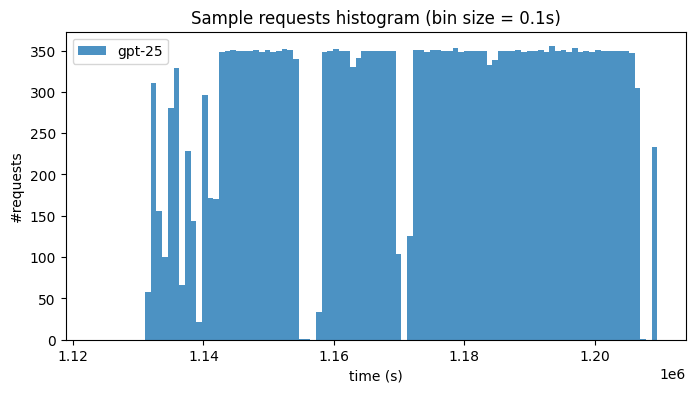 Sample requests histogram (bin size = 0.1s)
gpt-25
#requests
350
300
250
200
150
100
50
0
1.12
1.14
1.16
1.18
1.20
1e6
time (s)